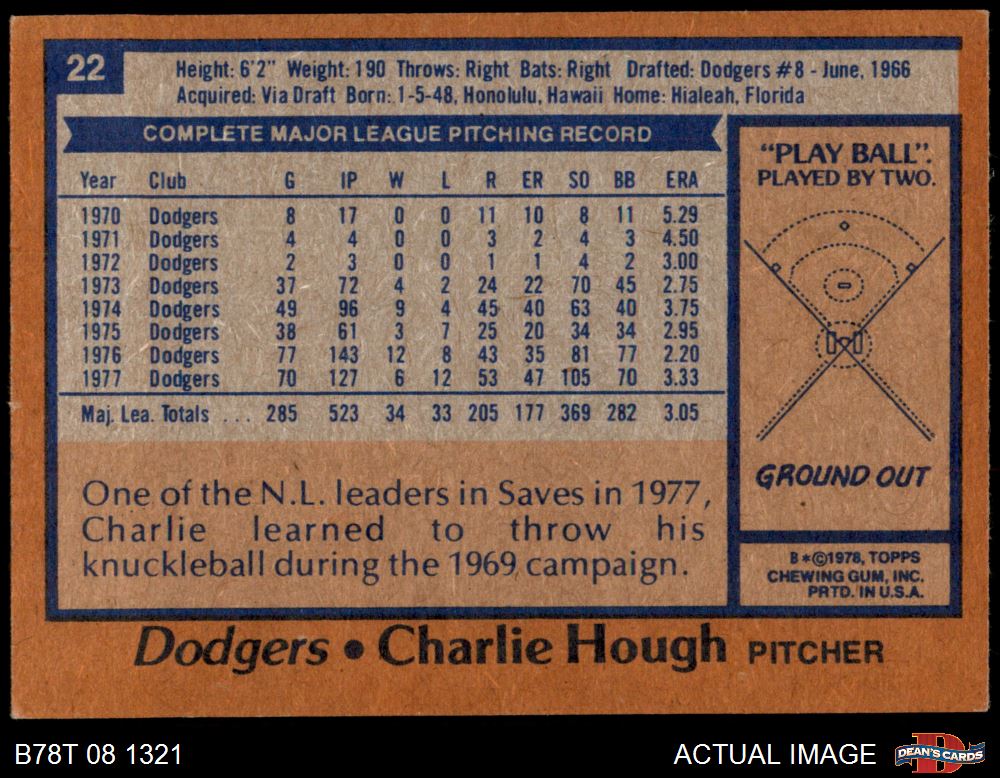 22
Height: 6'2" Weight: 190 Throws: Right Bats: Right Drafted: Dodgers #8 - June, 1966
Acquired: Via Draft Born: 1-5-48, Honolulu, Hawaii Home: Hialeah, Florida
COMPLETE MAJOR LEAGUE PITCHING RECORD
Year Club G IP W L R ER SO BB ERA
1970 Dodgers 8 17 0 0 11 10 8 11 5.29
1971 Dodgers 4 4 0 0 3 2 4 3 4.50
1972 Dodgers 2 3 0 0 1 1 4 2 3.00
1973 Dodgers 37 72 4 2 24 22 70 45 2.75
1974 Dodgers 49 96 9 4 45 40 63 40 3.75
1975 Dodgers 38 61 3 7 25 20 34 34 2.95
1976 Dodgers 77 143 12 8 43 35 81 77 2.20
1977 Dodgers 70 127 6 12 53 47 105 70 3.33
Maj. Lea. Totals . . . 285 523 34 33 205 177 369 282 3.05
One of the N.L. leaders in Saves in 1977,
Charlie learned to throw his
knuckleball during the 1969 campaign.
"PLAY BALL".
PLAYED BY TWO.
GROUND OUT
B*©1978, TOPPS
CHEWING GUM, INC.
PRTD. IN U.S.A.
Dodgers • Charlie Hough PITCHER
B78T 08 1321
ACTUAL IMAGE
DEAN'S CARDS